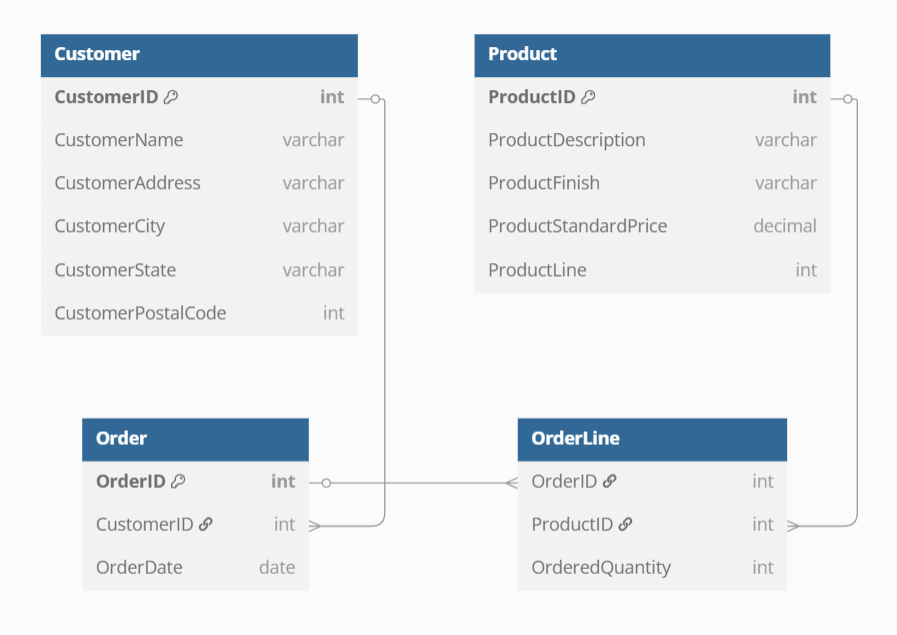 Customer
CustomerID int
CustomerName varchar
CustomerAddress varchar
CustomerCity varchar
CustomerState varchar
CustomerPostalCode int
Product
ProductID int
ProductDescription varchar
ProductFinish varchar
ProductStandardPrice decimal
ProductLine int
Order
OrderID int
CustomerID int
OrderDate date
OrderLine
OrderID int
ProductID int
OrderedQuantity int